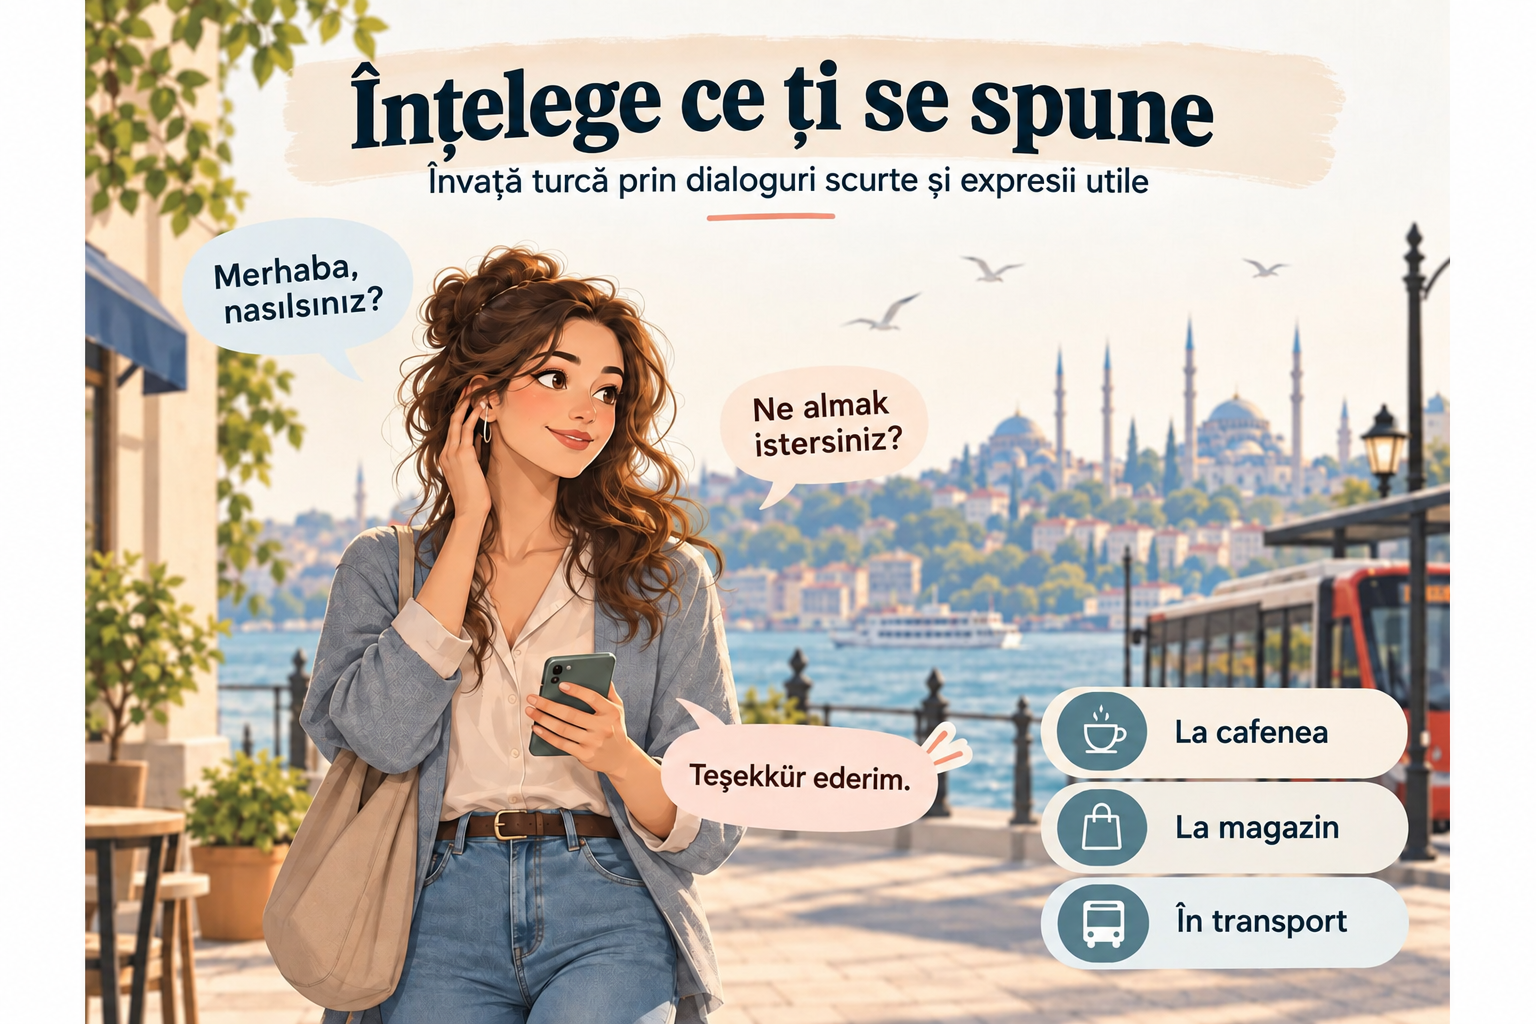 Înțelege ce ți se spune
Învață turcă prin dialoguri scurte și expresii utile
Merhaba,
nasılsınız?
Ne almak
istersiniz?
Teşekkür ederim.
La cafenea
La magazin
În transport